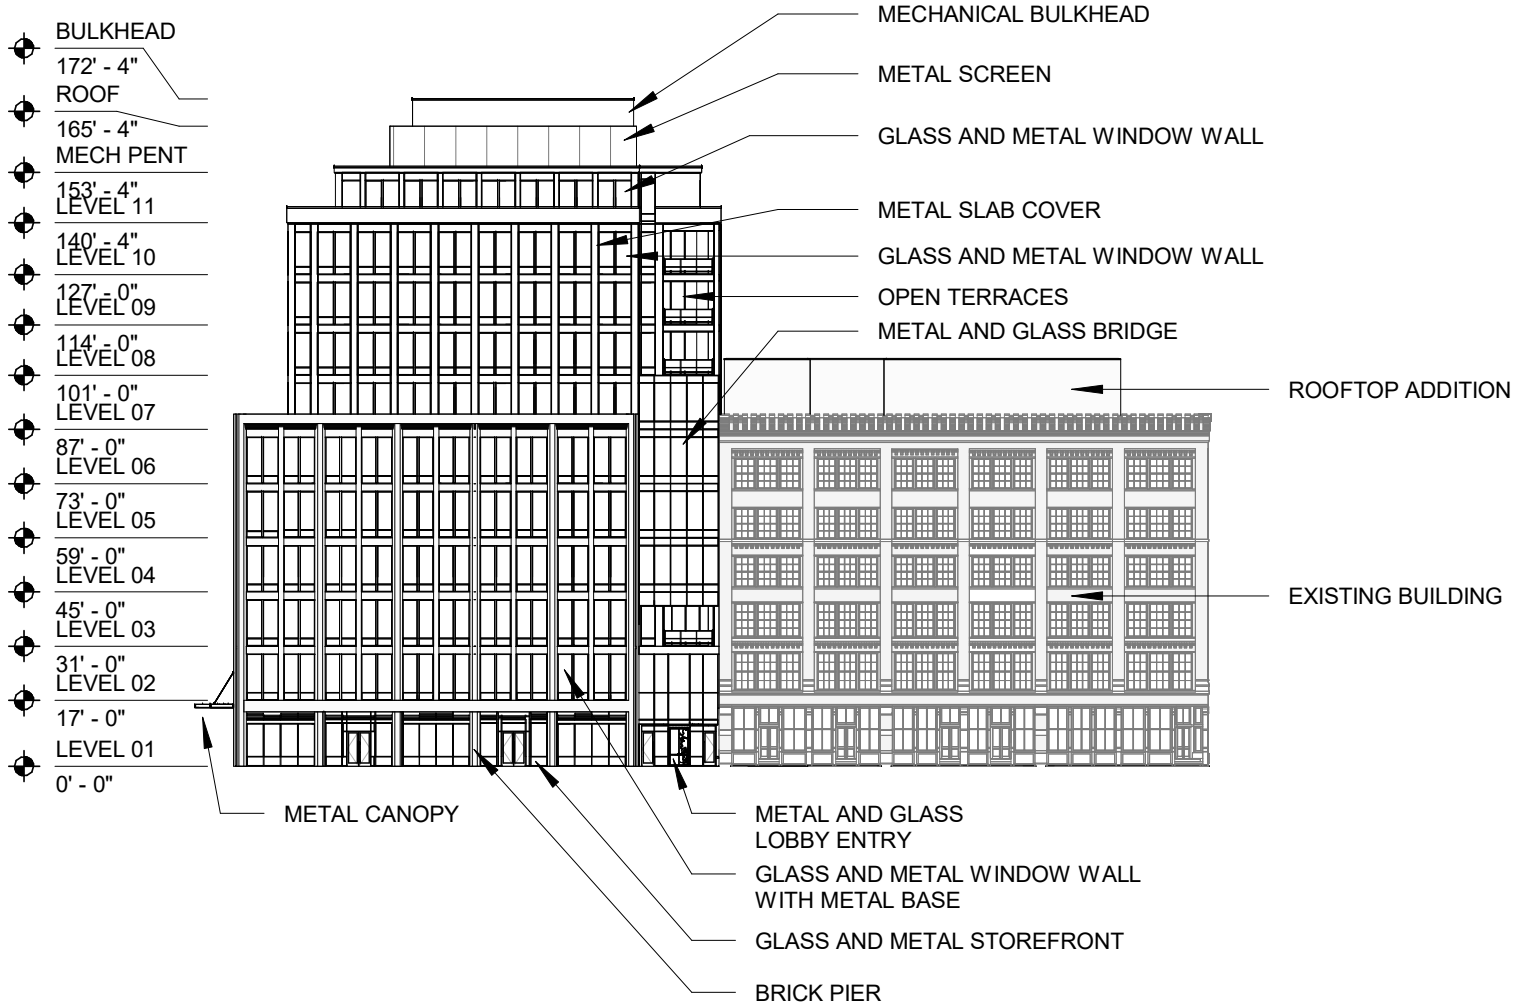 BULKHEAD
172' - 4"
ROOF
165' - 4"
MECH PENT
153' - 4"
LEVEL 11
140' - 4"
LEVEL 10
127' - 0"
LEVEL 09
114' - 0"
LEVEL 08
101' - 0"
LEVEL 07
87' - 0"
LEVEL 06
73' - 0"
LEVEL 05
59' - 0"
LEVEL 04
45' - 0"
LEVEL 03
31' - 0"
LEVEL 02
17' - 0"
LEVEL 01
0' - 0"
MECHANICAL BULKHEAD
METAL SCREEN
GLASS AND METAL WINDOW WALL
METAL SLAB COVER
GLASS AND METAL WINDOW WALL
OPEN TERRACES
METAL AND GLASS BRIDGE
ROOFTOP ADDITION
EXISTING BUILDING
METAL CANOPY
METAL AND GLASS
LOBBY ENTRY
GLASS AND METAL WINDOW WALL
WITH METAL BASE
GLASS AND METAL STOREFRONT
BRICK PIER